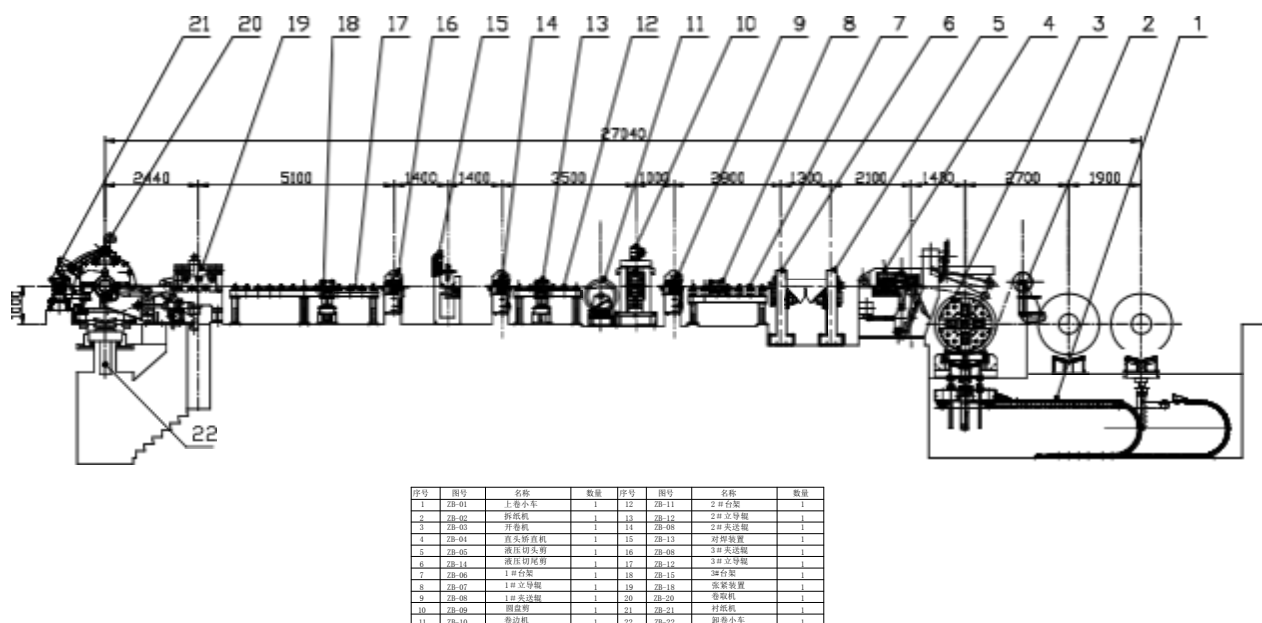 21 20 19 18 17 16 15 14 13 12 11 10 9 8 7 6 5 4 3 2 1
27040
2440 5100 1400 1400 3500 1000 1300 2100 2700 1900
22
序号 图号 名称 数量 序号 图号 名称 数量
1 ZB-01 上卷小车 1 12 ZB-11 2#台架 1
2 ZB-02 拆纸机 1 13 ZB-12 2#立导辊 1
3 ZB-03 开卷机 1 14 ZB-08 2#夹送辊 1
4 ZB-04 直头矫直机 1 15 ZB-13 对焊装置 1
5 ZB-05 液压切头剪 1 16 ZB-08 3#夹送辊 1
6 ZB-14 液压切尾剪 1 17 ZB-12 3#立导辊 1
7 ZB-06 1#台架 1 18 ZB-15 3#台架 1
8 ZB-07 1#立导辊 1 19 ZB-18 张紧装置 1
9 ZB-08 1#夹送辊 1 20 ZB-20 卷取机 1
10 ZB-09 圆盘剪 1 21 ZB-21 衬纸机 1
11 ZB-10 卷边机 1 22 ZB-22 卸卷小车 1